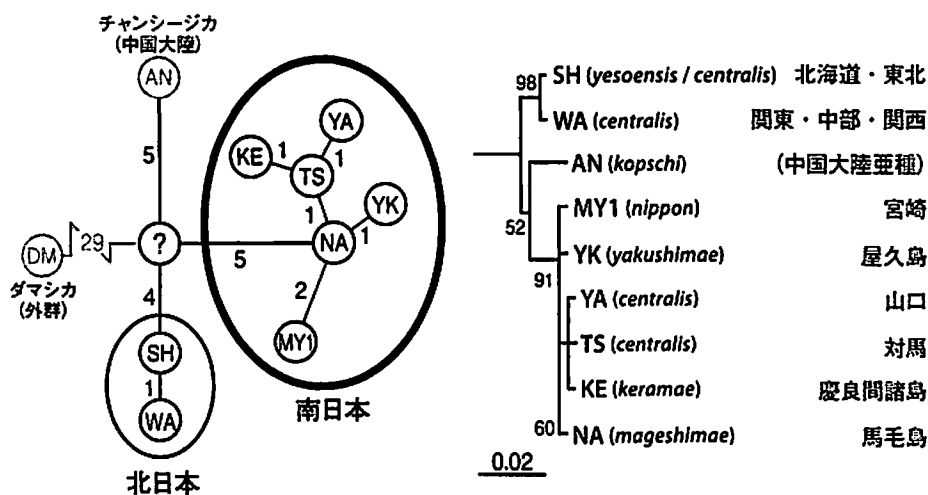 チャンシージカ
(中国大陸)
AN
5
KE
1
YA
1
TS
1
YK
1
NA
DM
29
?
5
ダマシカ
(外群)
4
2
MY1
SH
1
WA
南日本
北日本
98
SH (yesoensis / centralis) 北海道・東北
WA (centralis) 関東・中部・関西
AN (kopschi) (中国大陸亜種)
52
MY1 (nippon) 宮崎
YK (yakushimae) 屋久島
91
YA (centralis) 山口
TS (centralis) 対馬
KE (keramae) 慶良間諸島
60
NA (mageshimae) 馬毛島
0.02